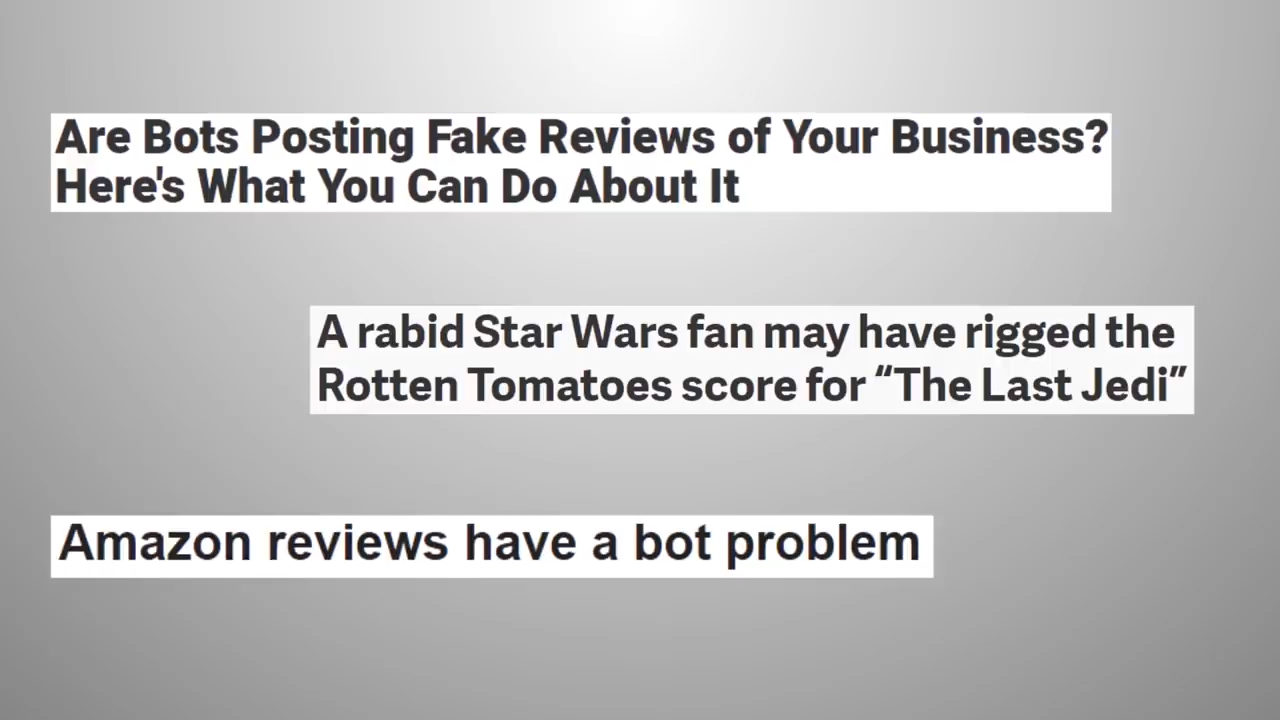 Are Bots Posting Fake Reviews of Your Business?
Here's What You Can Do About It
A rabid Star Wars fan may have rigged the
Rotten Tomatoes score for “The Last Jedi”
Amazon reviews have a bot problem